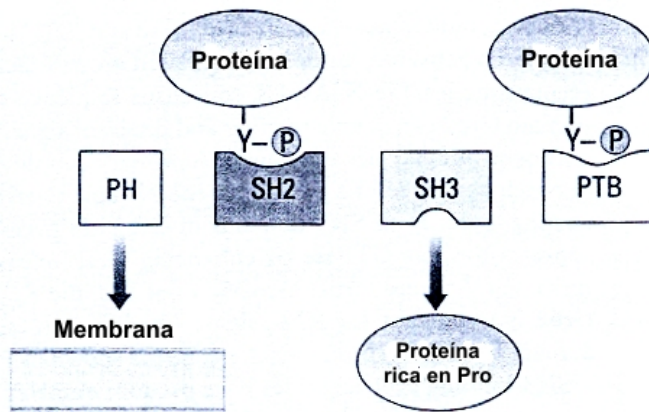 Proteína
Proteína
Y-P
Y-P
PH
SH2
SH3
PTB
Membrana
Proteína
rica en Pro